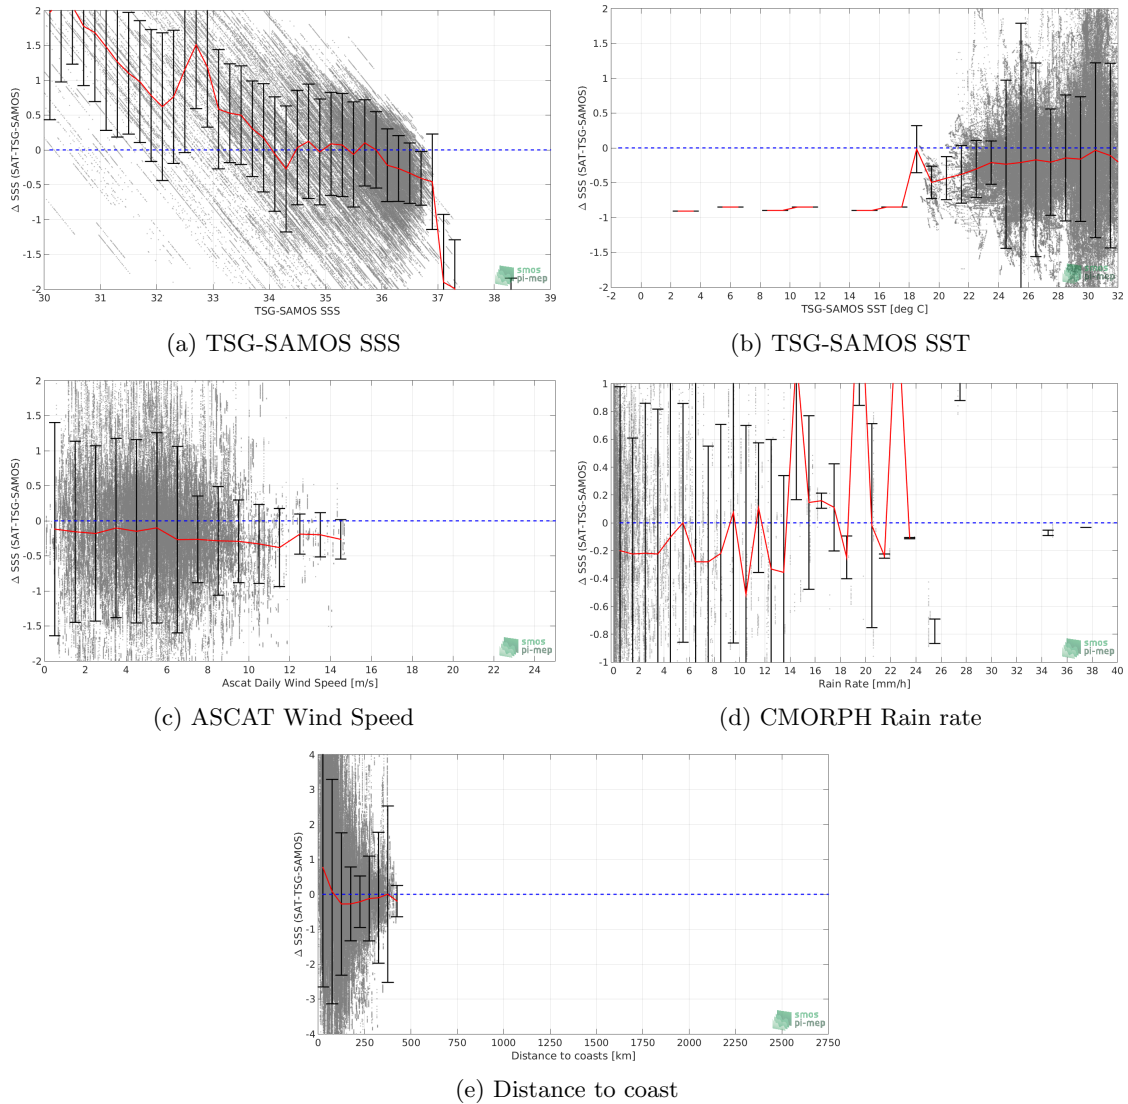 2
1.5
1
0.5
0
-0.5
-1
-1.5
-2
Δ SSS (SAT-TSG-SAMOS)
30 31 32 33 34 35 36 37 38 39
TSG-SAMOS SSS
smos
pi-mep
(a) TSG-SAMOS SSS
2
1.5
1
0.5
0
-0.5
-1
-1.5
-2
Δ SSS (SAT-TSG-SAMOS)
-2 0 2 4 6 8 10 12 14 16 18 20 22 24 26 28 30 32
TSG-SAMOS SST [deg C]
smos
pi-mep
(b) TSG-SAMOS SST
2
1.5
1
0.5
0
-0.5
-1
-1.5
-2
Δ SSS (SAT-TSG-SAMOS)
0 2 4 6 8 10 12 14 16 18 20 22 24
Ascat Daily Wind Speed [m/s]
smos
pi-mep
(c) ASCAT Wind Speed
1
0.8
0.6
0.4
0.2
0
-0.2
-0.4
-0.6
-0.8
-1
Δ SSS (SAT-TSG-SAMOS)
0 2 4 6 8 10 12 14 16 18 20 22 24 26 28 30 32 34 36 38 40
Rain Rate [mm/h]
smos
pi-mep
(d) CMORPH Rain rate
4
3
2
1
0
-1
-2
-3
-4
Δ SSS (SAT-TSG-SAMOS)
0 250 500 750 1000 1250 1500 1750 2000 2250 2500 2750
Distance to coasts [km]
smos
pi-mep
(e) Distance to coast